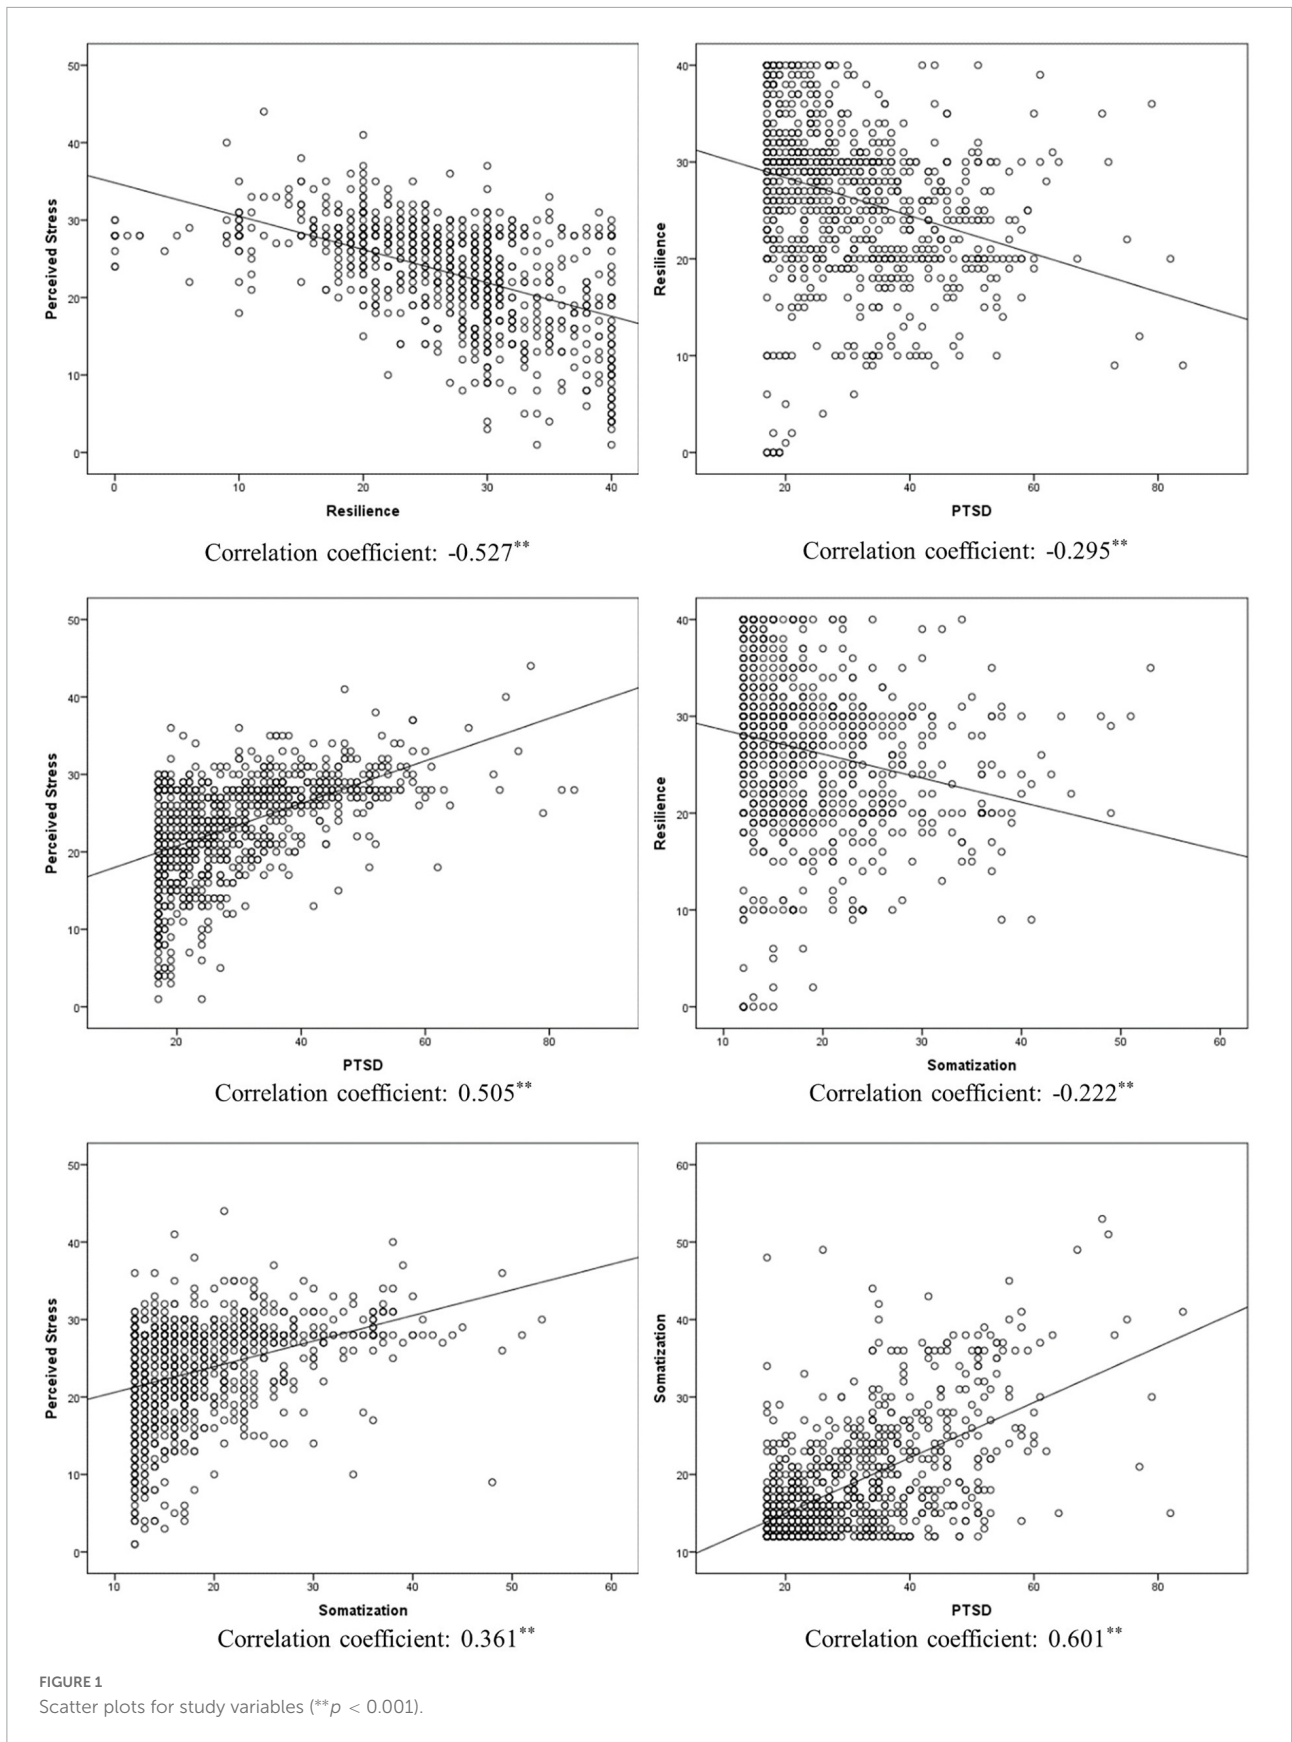 50
40
30
20
10
0
Perceived Stress
0 10 20 30 40
Resilience
Correlation coefficient: -0.527**
40
30
20
10
0
Resilience
20 40 60 80
PTSD
Correlation coefficient: -0.295**
50
40
30
20
10
0
Perceived Stress
20 40 60 80
PTSD
Correlation coefficient: 0.505**
40
30
20
10
0
Resilience
10 20 30 40 50 60
Somatization
Correlation coefficient: -0.222**
50
40
30
20
10
0
Perceived Stress
10 20 30 40 50 60
Somatization
Correlation coefficient: 0.361**
60
50
40
30
20
10
Somatization
20 40 60 80
PTSD
Correlation coefficient: 0.601**
FIGURE 1
Scatter plots for study variables (**p < 0.001).